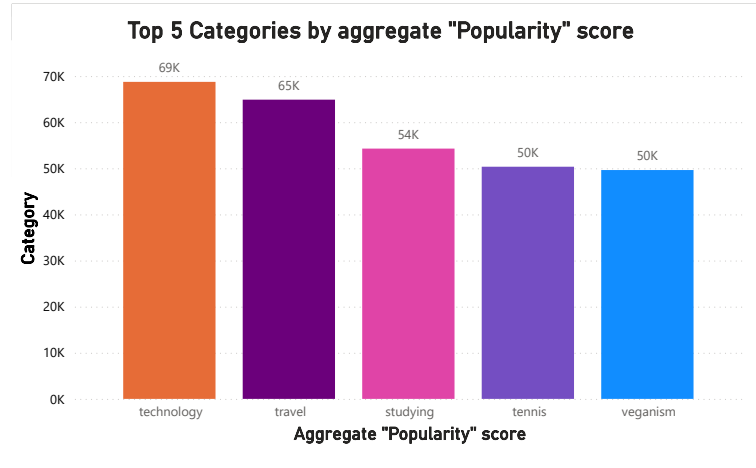 Top 5 Categories by aggregate "Popularity" score
69K
65K
54K
50K
50K
70K
60K
50K
40K
30K
20K
10K
0K
Category
technology travel studying tennis veganism
Aggregate "Popularity" score